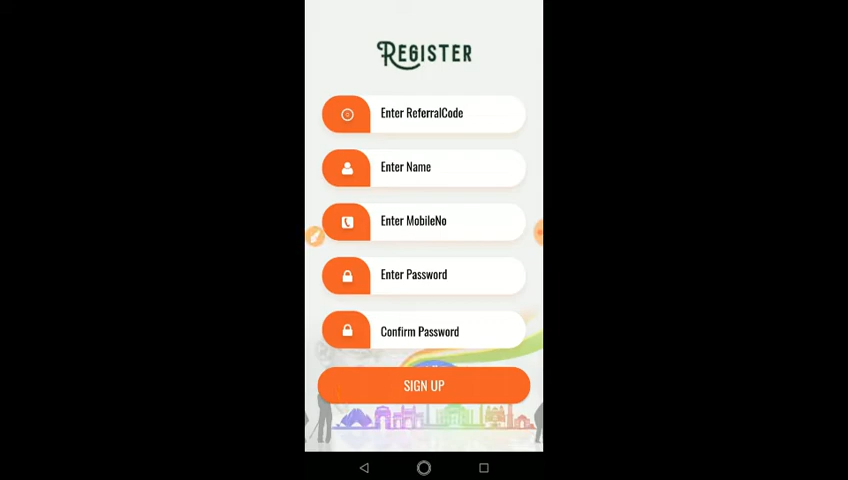 REGISTER
Enter ReferralCode
Enter Name
Enter MobileNo
Enter Password
Confirm Password
SIGN UP